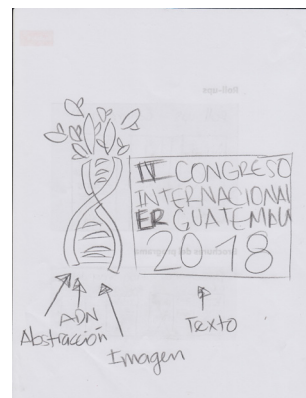 IV CONGRESO
INTERNACIONAL
ER GUATEMALA
2018
ADN
Abstracción
Imagen
Texto